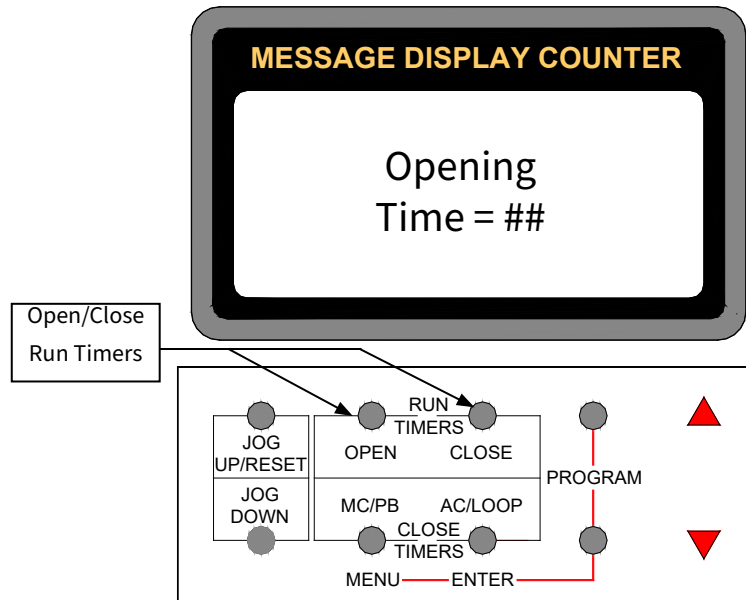 MESSAGE DISPLAY COUNTER
Opening
Time = ##
Open/Close
Run Timers
RUN
TIMERS
JOG
UP/RESET
OPEN
CLOSE
PROGRAM
JOG
DOWN
MC/PB
AC/LOOP
CLOSE
TIMERS
MENU
ENTER